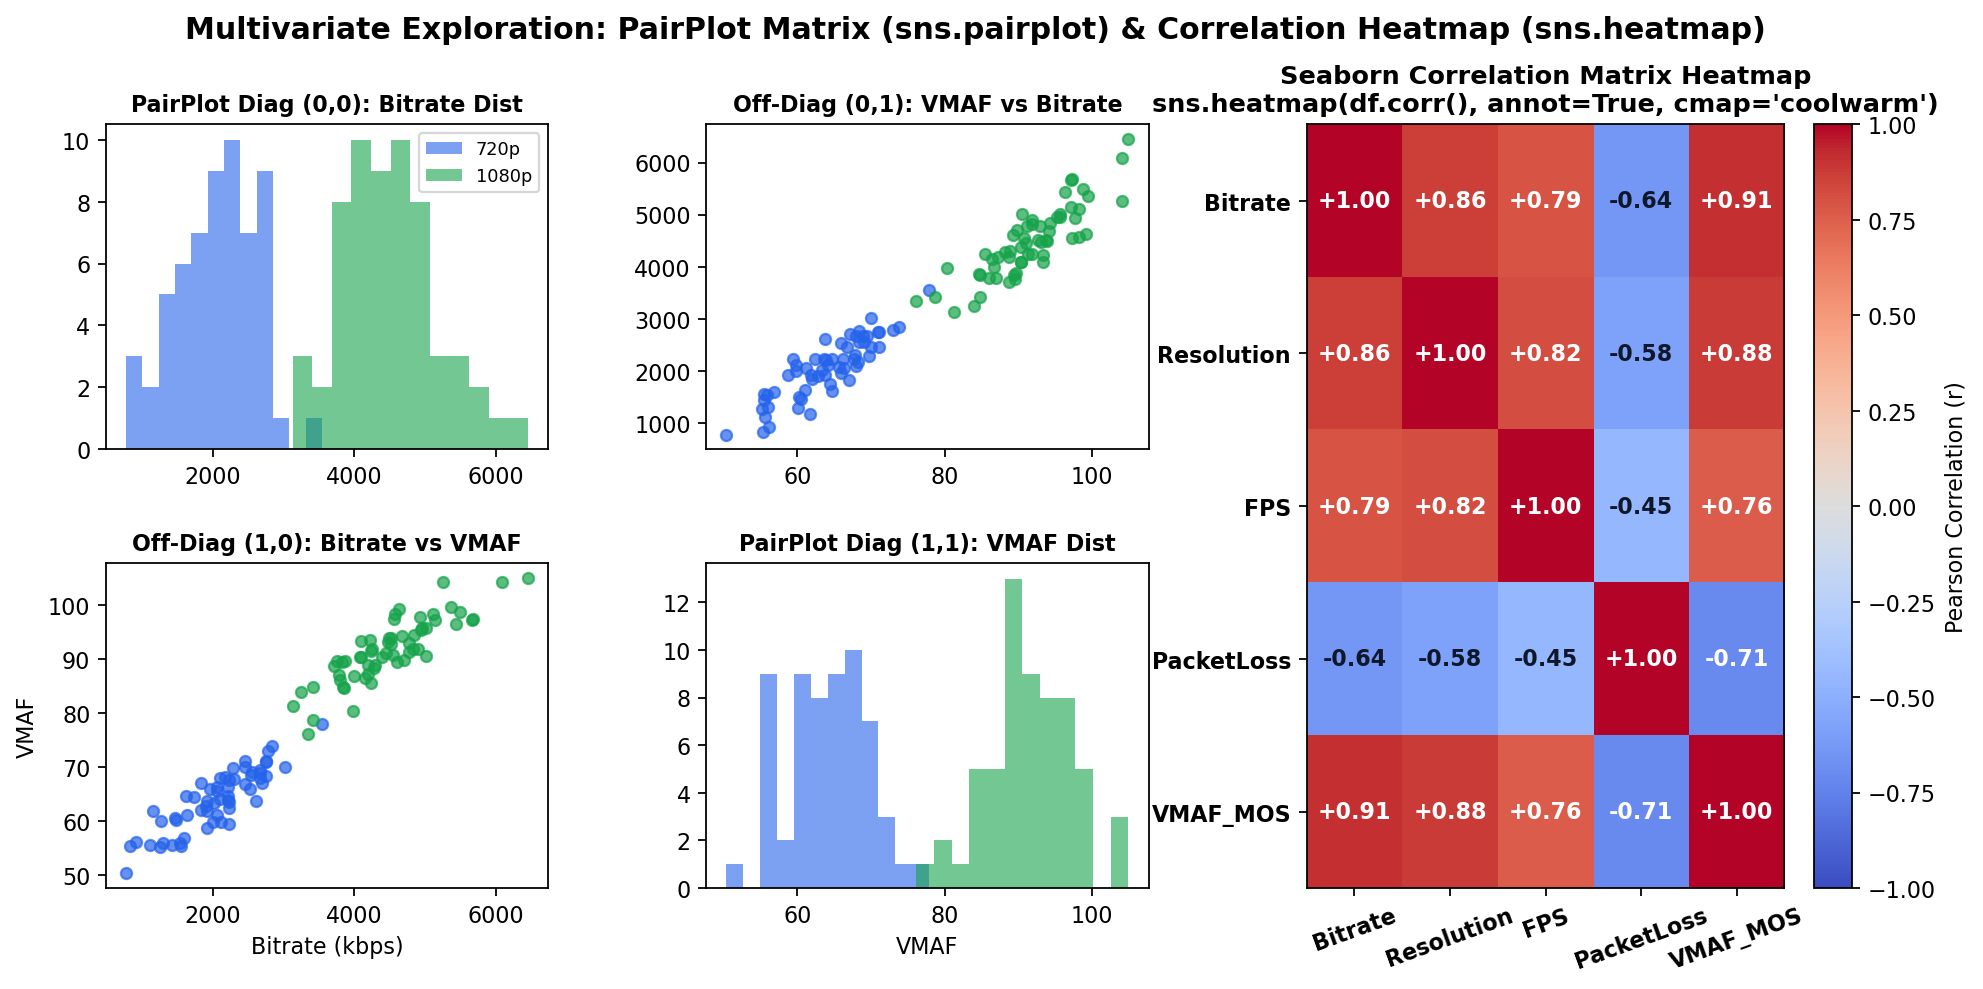 Multivariate Exploration: PairPlot Matrix (sns.pairplot) & Correlation Heatmap (sns.heatmap)
PairPlot Diag (0,0): Bitrate Dist
10
8
6
4
2
0
2000
4000
6000
720p
1080p
Off-Diag (0,1): VMAF vs Bitrate
6000
5000
4000
3000
2000
1000
60
80
100
Off-Diag (1,0): Bitrate vs VMAF
VMAF
100
90
80
70
60
50
2000
4000
6000
Bitrate (kbps)
PairPlot Diag (1,1): VMAF Dist
12
10
8
6
4
2
0
60
80
100
VMAF
Seaborn Correlation Matrix Heatmap
sns.heatmap(df.corr(), annot=True, cmap='coolwarm')
Bitrate +1.00 +0.86 +0.79 -0.64 +0.91
Resolution +0.86 +1.00 +0.82 -0.58 +0.88
FPS +0.79 +0.82 +1.00 -0.45 +0.76
PacketLoss -0.64 -0.58 -0.45 +1.00 -0.71
VMAF_MOS +0.91 +0.88 +0.76 -0.71 +1.00
Bitrate
Resolution
FPS
PacketLoss
VMAF_MOS
1.00
0.75
0.50
0.25
0.00
−0.25
−0.50
−0.75
−1.00
Pearson Correlation (r)